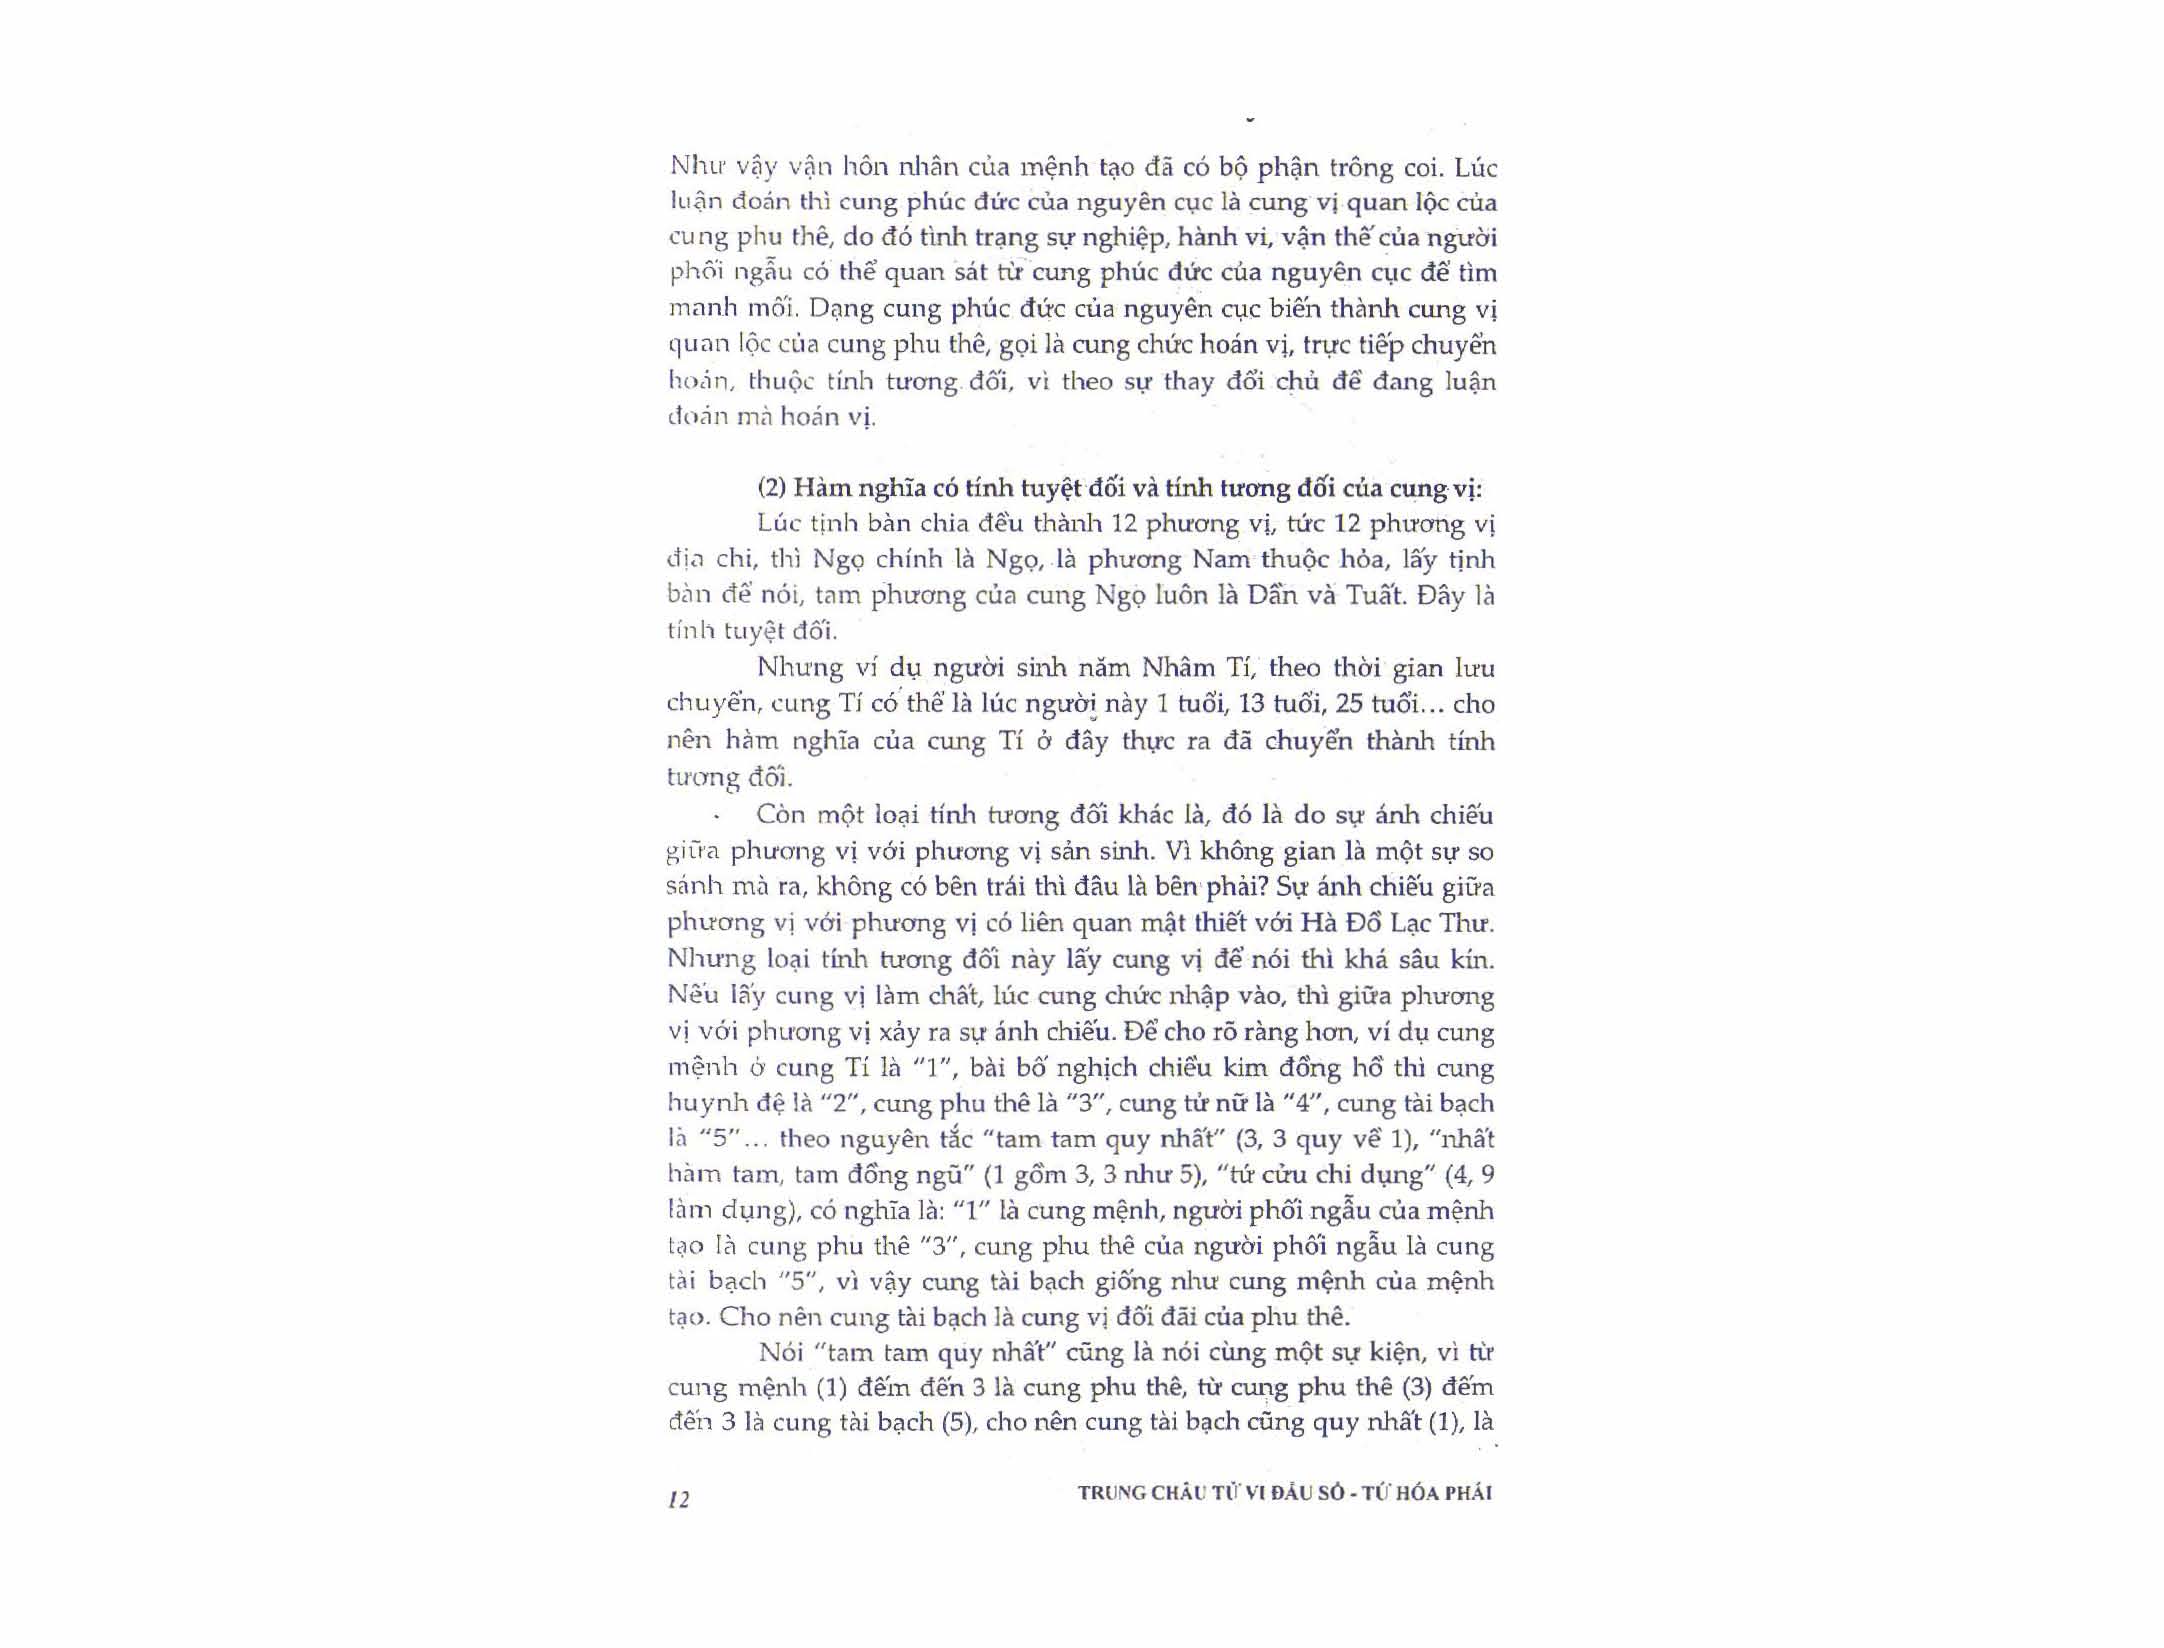 Như vậy vận hôn nhân của mệnh tạo đã có bộ phận trông coi. Lúc
luận đoán thì cung phúc đức của nguyên cục là cung vị quan lộc của
cung phu thê, do đó tình trạng sự nghiệp, hành vi, vận thế của người
phối ngẫu có thể quan sát từ cung phúc đức của nguyên cục để tìm
manh mối. Dạng cung phúc đức của nguyên cục biến thành cung vị
quan lộc của cung phu thê, gọi là cung chức hoán vị, trực tiếp chuyển
hoán, thuộc tính tương đối, vì theo sự thay đổi chủ đề đang luận
đoán mà hoán vị.
(2) Hàm nghĩa có tính tuyệt đối và tính tương đối của cung vị:
Lúc tịnh bàn chia đều thành 12 phương vị, tức 12 phương vị
địa chi, thì Ngọ chính là Ngọ, là phương Nam thuộc hỏa, lấy tịnh
bàn để nói, tam phương của cung Ngọ luôn là Dần và Tuất. Đây là
tính tuyệt đối.
Nhưng ví dụ người sinh năm Nhâm Tí, theo thời gian lưu
chuyển, cung Tí có thể là lúc người này 1 tuổi, 13 tuổi, 25 tuổi... cho
nên hàm nghĩa của cung Tí ở đây thực ra đã chuyển thành tính
tương đối.
Còn một loại tính tương đối khác là, đó là do sự ánh chiếu
giữa phương vị với phương vị sản sinh. Vì không gian là một sự so
sánh mà ra, không có bên trái thì đâu là bên phải? Sự ánh chiếu giữa
phương vị với phương vị có liên quan mật thiết với Hà Đồ Lạc Thư.
Nhưng loại tính tương đối này lấy cung vị để nói thì khá sâu kín.
Nếu lấy cung vị làm chất, lúc cung chức nhập vào, thì giữa phương
vị với phương vị xảy ra sự ánh chiếu. Để cho rõ ràng hơn, ví dụ cung
mệnh ở cung Tí là "1", bài bố nghịch chiều kim đồng hồ thì cung
huynh đệ là "2", cung phu thê là "3", cung tử nữ là "4", cung tài bạch
là "5"... theo nguyên tắc "tam tam quy nhất" (3, 3 quy về 1), "nhất
hàm tam, tam đồng ngũ" (1 gồm 3, 3 như 5), "tứ cửu chi dụng" (4, 9
làm dụng), có nghĩa là: "1" là cung mệnh, người phối ngẫu của mệnh
tạo là cung phu thê "3", cung phu thê của người phối ngẫu là cung
tài bạch "5", vì vậy cung tài bạch giống như cung mệnh của mệnh
tạo. Cho nên cung tài bạch là cung vị đối đãi của phu thê.
Nói "tam tam quy nhất" cũng là nói cùng một sự kiện, vì từ
cung mệnh (1) đếm đến 3 là cung phu thê, từ cung phu thê (3) đếm
đến 3 là cung tài bạch (5), cho nên cung tài bạch cũng quy nhất (1), là
12
TRUNG CHÂU TỬ VI ĐẨU SỐ - TỨ HÓA PHÁI